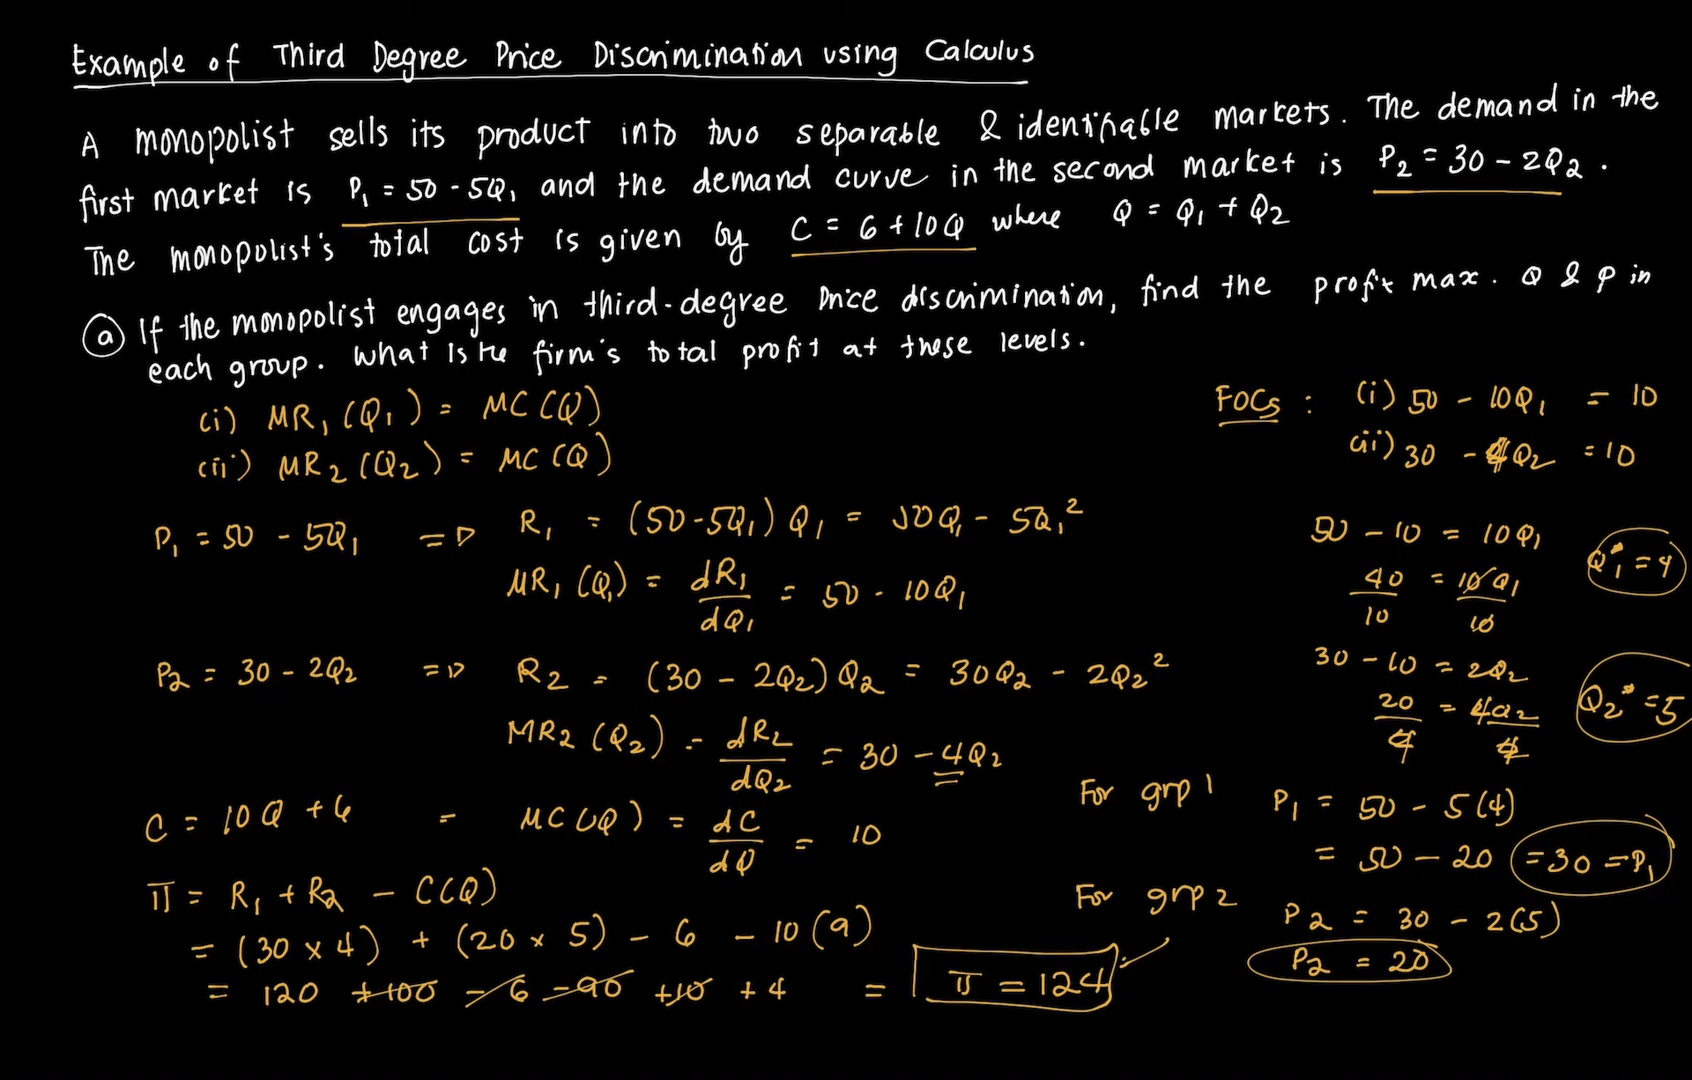 Example of Third Degree Price Discrimination using Calculus
A monopolist sells its product into two separable & identifiable markets. The demand in the
first market is P₁ = 50 - 5Q₁ and the demand curve in the second market is P₂ = 30 - 2Q₂.
The monopolist's total cost is given by C = 6 + 10Q where Q = Q₁ + Q₂
(a) If the monopolist engages in third-degree price discrimination, find the profit max. Q & P in
each group. What is the firm's total profit at these levels.
(i) MR₁(Q₁) = MC(Q)
(ii) MR₂(Q₂) = MC(Q)
P₁ = 50 - 5Q₁ => R₁ = (50-5Q₁)Q₁ = 50Q₁ - 5Q₁²
MR₁(Q₁) = dR₁/dQ₁ = 50 - 10Q₁
P₂ = 30 - 2Q₂ => R₂ = (30 - 2Q₂)Q₂ = 30Q₂ - 2Q₂²
MR₂(Q₂) = dR₂/dQ₂ = 30 - 4Q₂
C = 10Q + 6 = MC(Q) = dC/dQ = 10
π = R₁ + R₂ - C(Q)
= (30 × 4) + (20 × 5) - 6 - 10(9)
= 120 + 100 - 6 - 90 + 10 + 4 = π = 124
FOCs : (i) 50 - 10Q₁ = 10
(ii) 30 - 4Q₂ = 10
50 - 10 = 10Q₁
40/10 = 10Q₁/10
Q₁* = 4
30 - 10 = 2Q₂
20/4 = 4Q₂/4
Q₂* = 5
For grp 1 P₁ = 50 - 5(4)
= 50 - 20 = 30 = P₁
For grp 2 P₂ = 30 - 2(5)
P₂ = 20